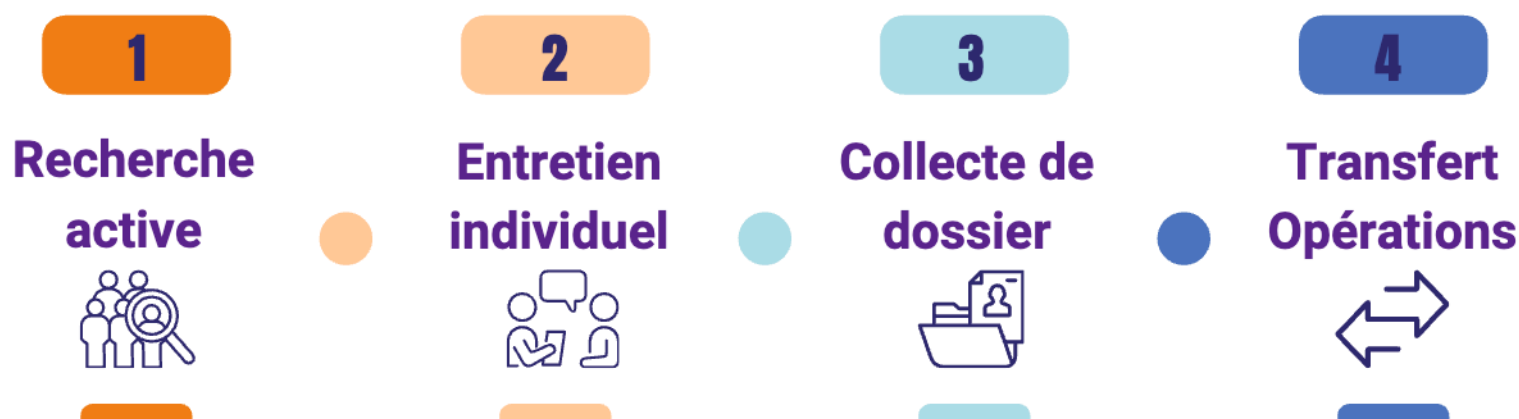 1
Recherche
active
2
Entretien
individuel
3
Collecte de
dossier
4
Transfert
Opérations